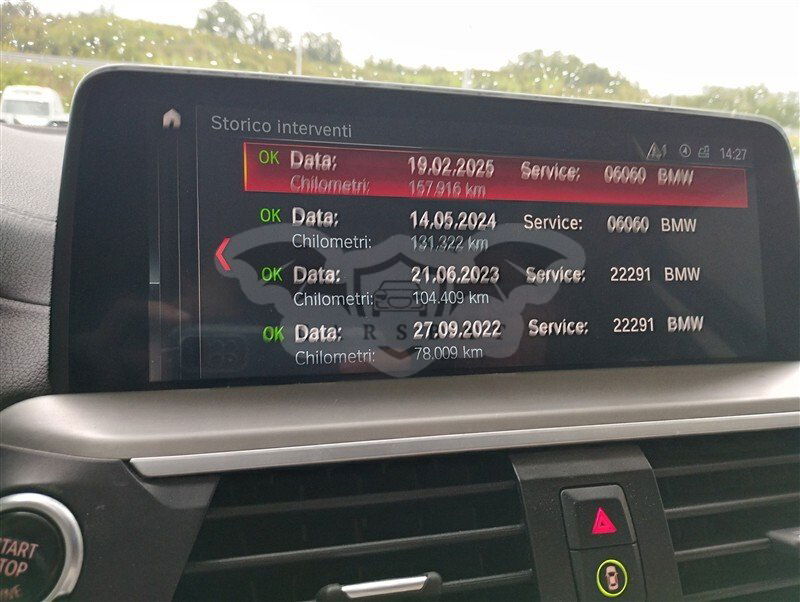 Storico interventi
14:27
OK Data: 19.02.2025 Service: 06060 BMW
Chilometri: 157.916 km
OK Data: 14.05.2024 Service: 06060 BMW
Chilometri: 131.322 km
OK Data: 21.06.2023 Service: 22291 BMW
Chilometri: 104.409 km
OK Data: 27.09.2022 Service: 22291 BMW
Chilometri: 78.009 km
START
STOP